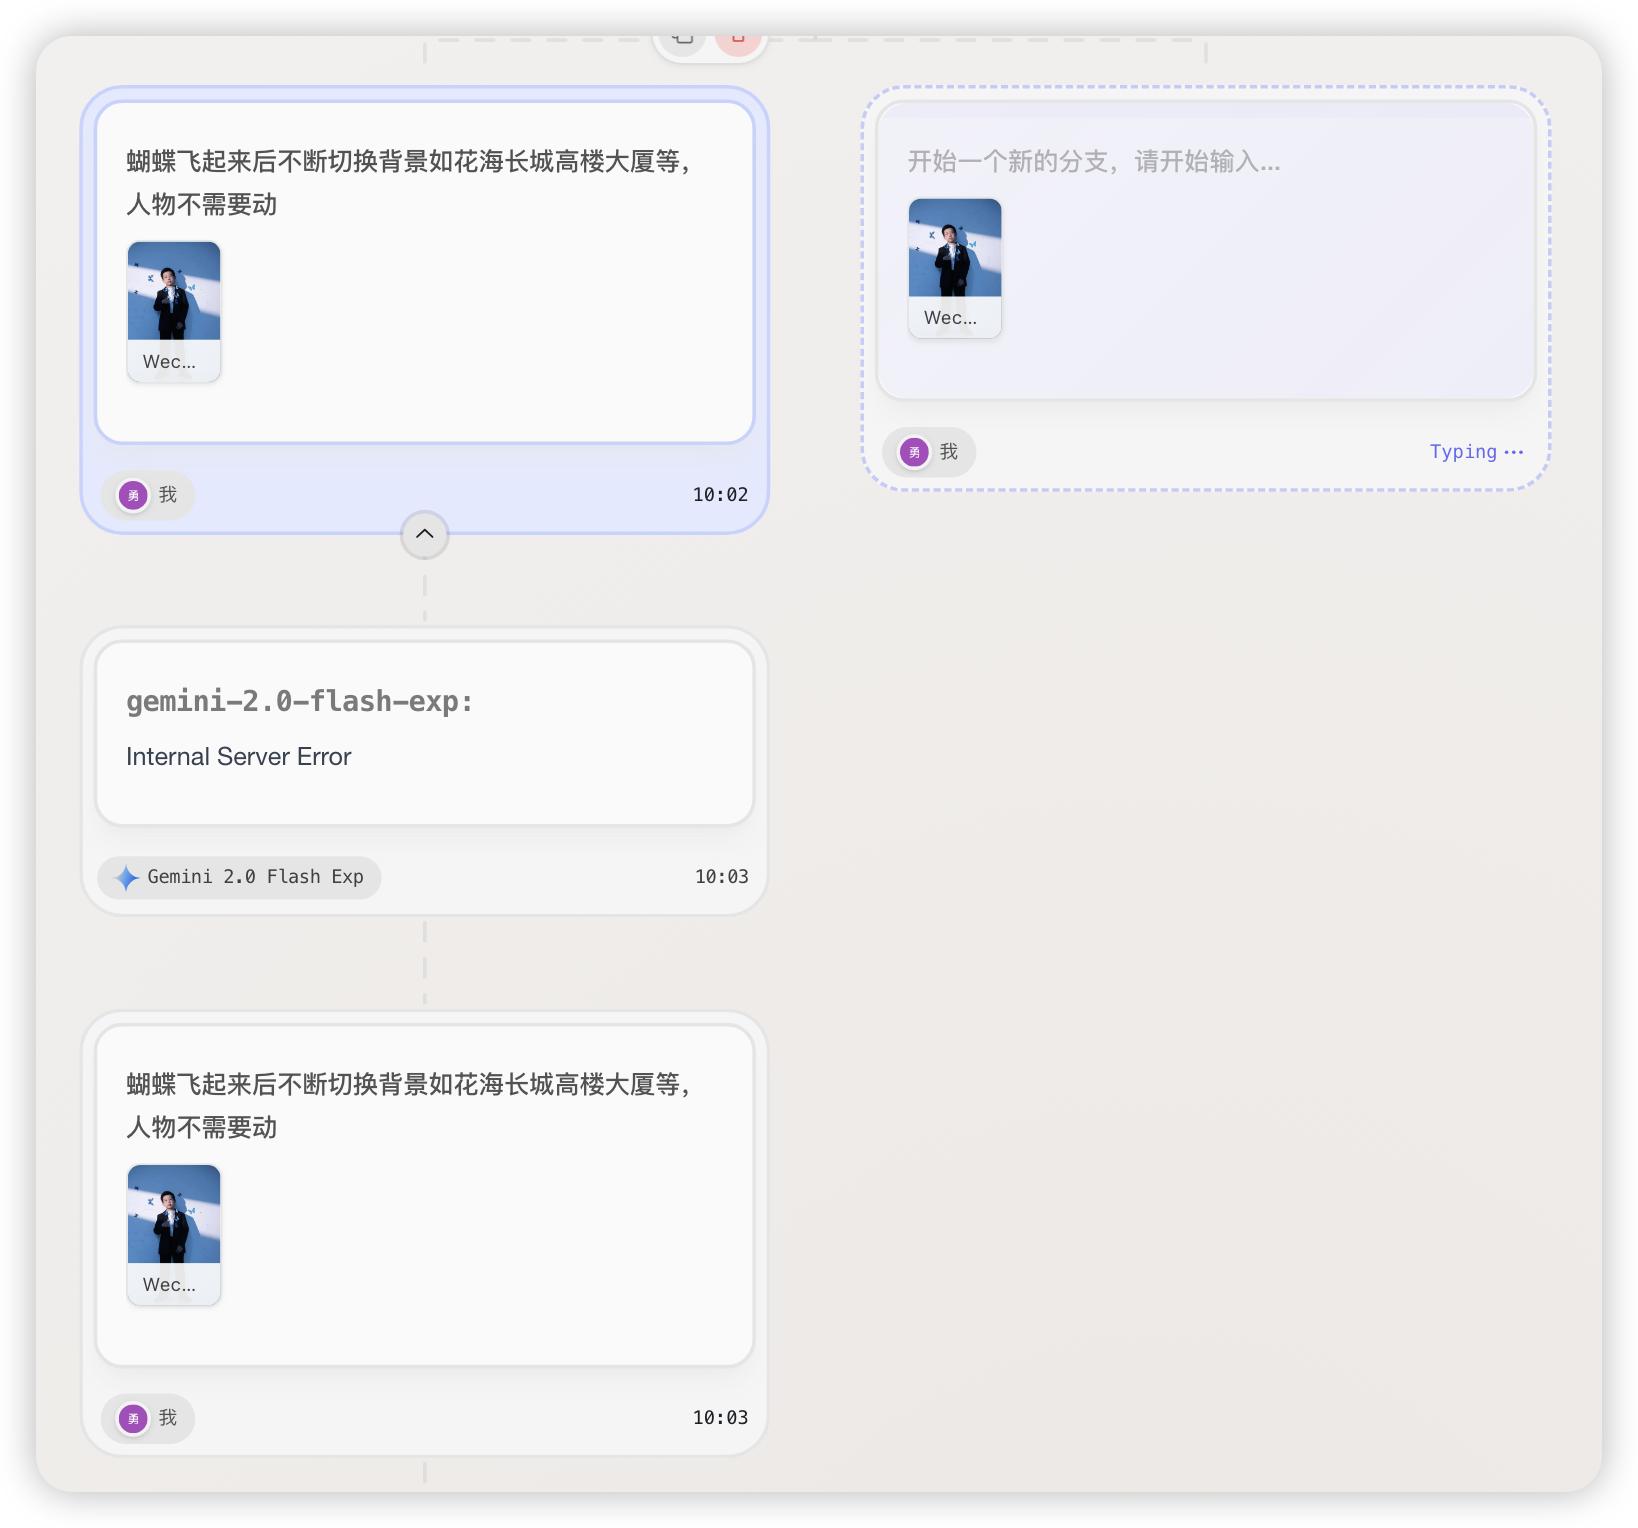 蝴蝶飞起来后不断切换背景如花海长城高楼大厦等，
人物不需要动
Wec...
勇 我
10:02
gemini-2.0-flash-exp:
Internal Server Error
Gemini 2.0 Flash Exp
10:03
蝴蝶飞起来后不断切换背景如花海长城高楼大厦等，
人物不需要动
Wec...
勇 我
10:03
开始一个新的分支，请开始输入...
Wec...
勇 我
Typing ···